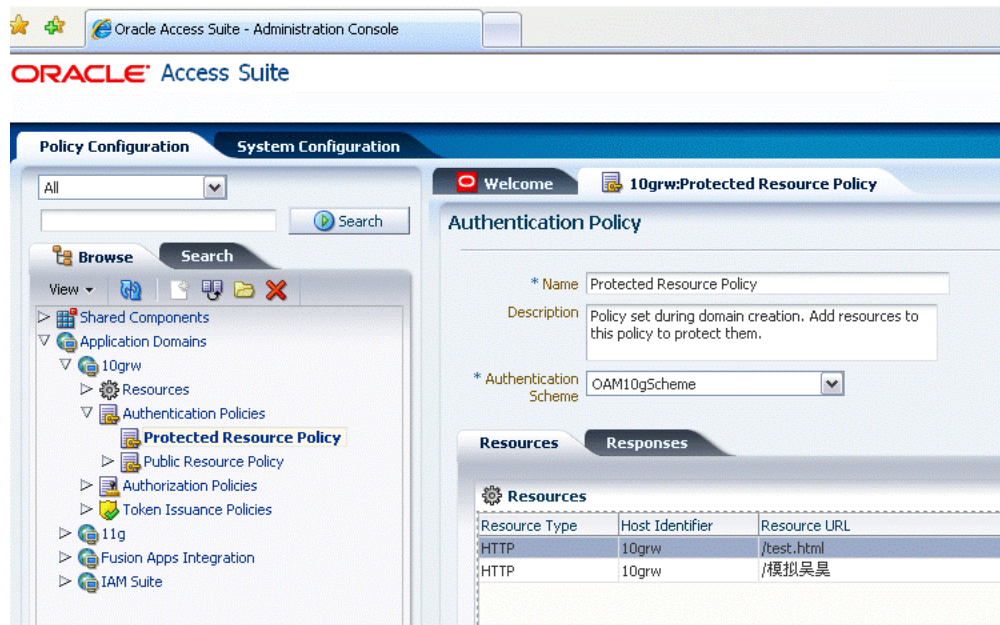 Oracle Access Suite - Administration Console
ORACLE Access Suite
Policy Configuration
System Configuration
All
Search
Browse
Search
View
Shared Components
Application Domains
10grw
Resources
Authentication Policies
Protected Resource Policy
Public Resource Policy
Authorization Policies
Token Issuance Policies
11g
Fusion Apps Integration
IAM Suite
Welcome
10grw:Protected Resource Policy
Authentication Policy
* Name Protected Resource Policy
Description Policy set during domain creation. Add resources to
this policy to protect them.
* Authentication
Scheme
OAM10gScheme
Resources
Responses
Resources
Resource Type Host Identifier Resource URL
HTTP 10grw /test.html
HTTP 10grw /模拟吴昊